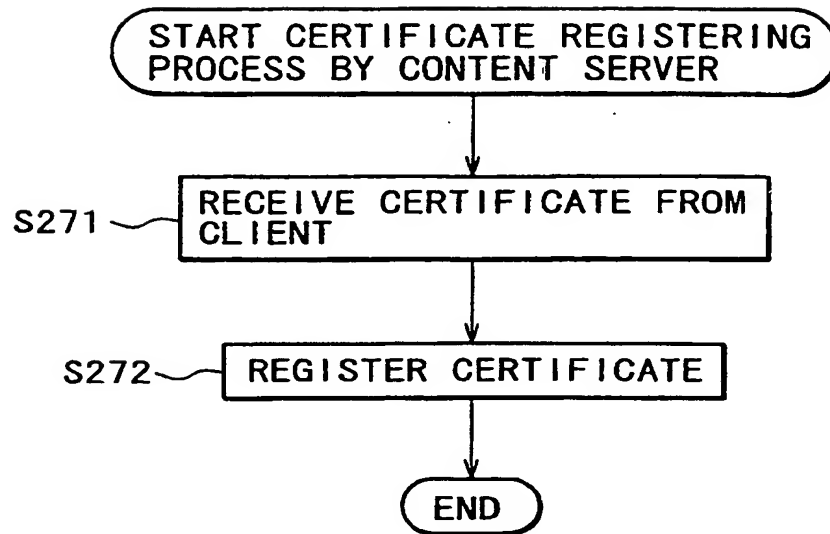 START CERTIFICATE REGISTERING
PROCESS BY CONTENT SERVER
S271
RECEIVE CERTIFICATE FROM
CLIENT
S272
REGISTER CERTIFICATE
END